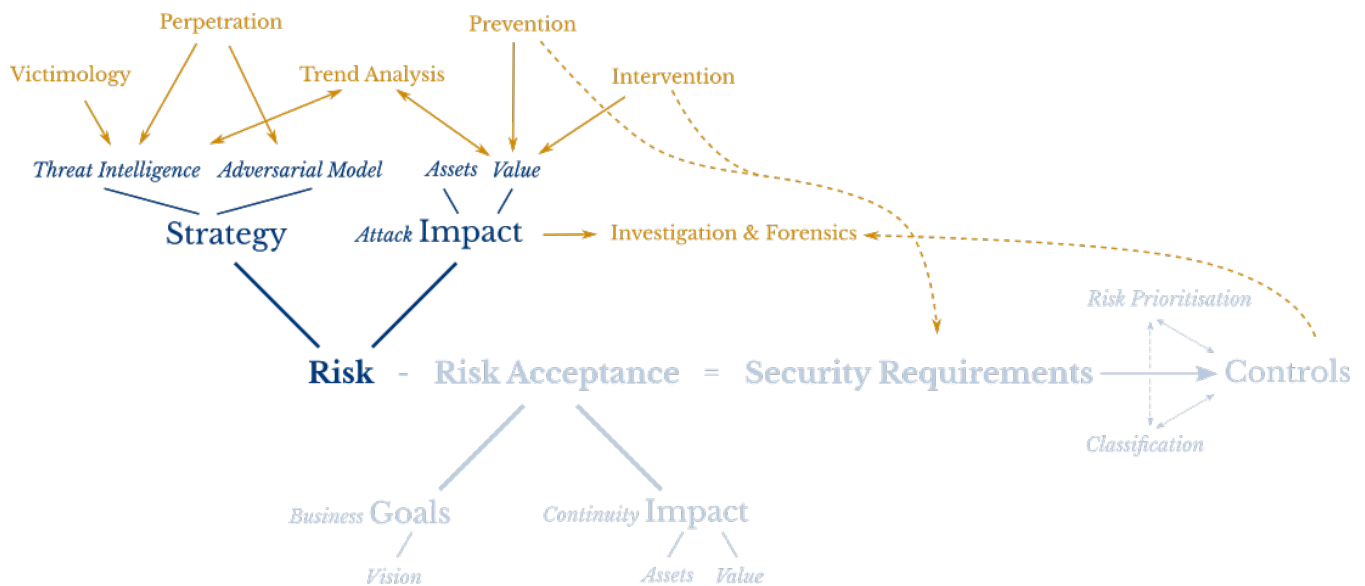 Perpetration
Prevention
Victimology
Trend Analysis
Intervention
Threat Intelligence
Adversarial Model
Assets
Value
Strategy
Attack Impact
Investigation & Forensics
Risk Prioritisation
Risk - Risk Acceptance = Security Requirements
Controls
Classification
Business Goals
Continuity Impact
Vision
Assets
Value